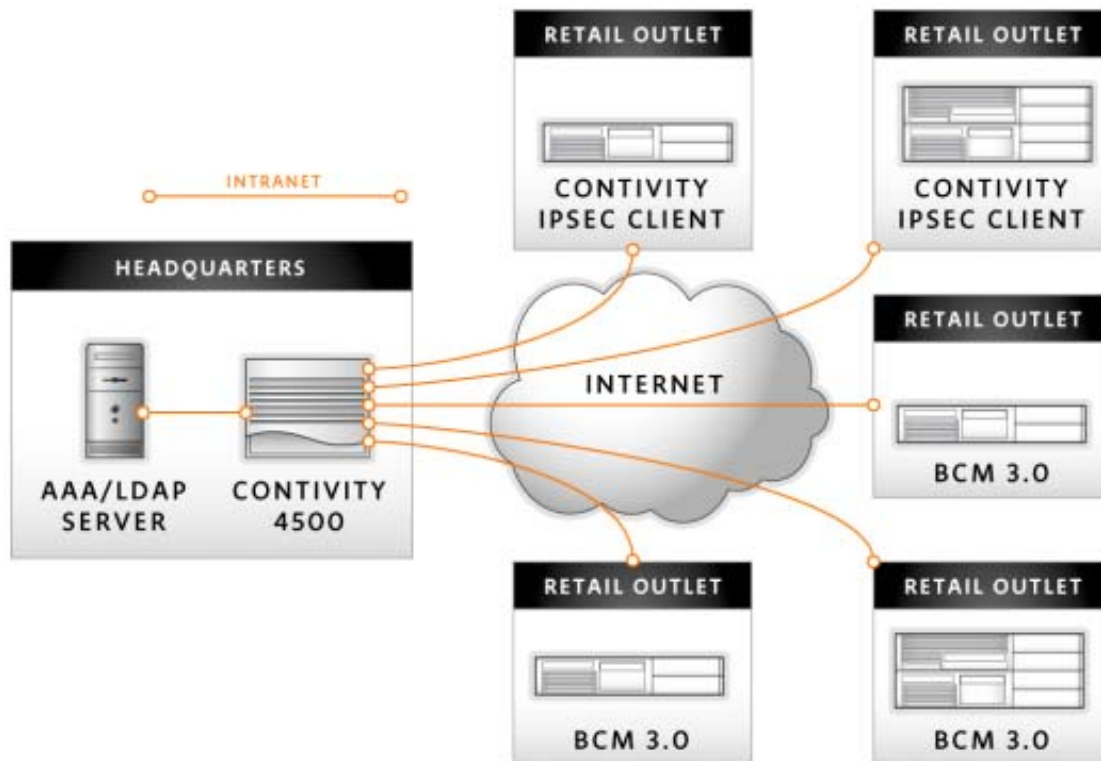 RETAIL OUTLET
CONTIVITY
IPSEC CLIENT
RETAIL OUTLET
CONTIVITY
IPSEC CLIENT
INTRANET
HEADQUARTERS
AAA/LDAP
SERVER
CONTIVITY
4500
INTERNET
RETAIL OUTLET
BCM 3.0
RETAIL OUTLET
BCM 3.0
RETAIL OUTLET
BCM 3.0